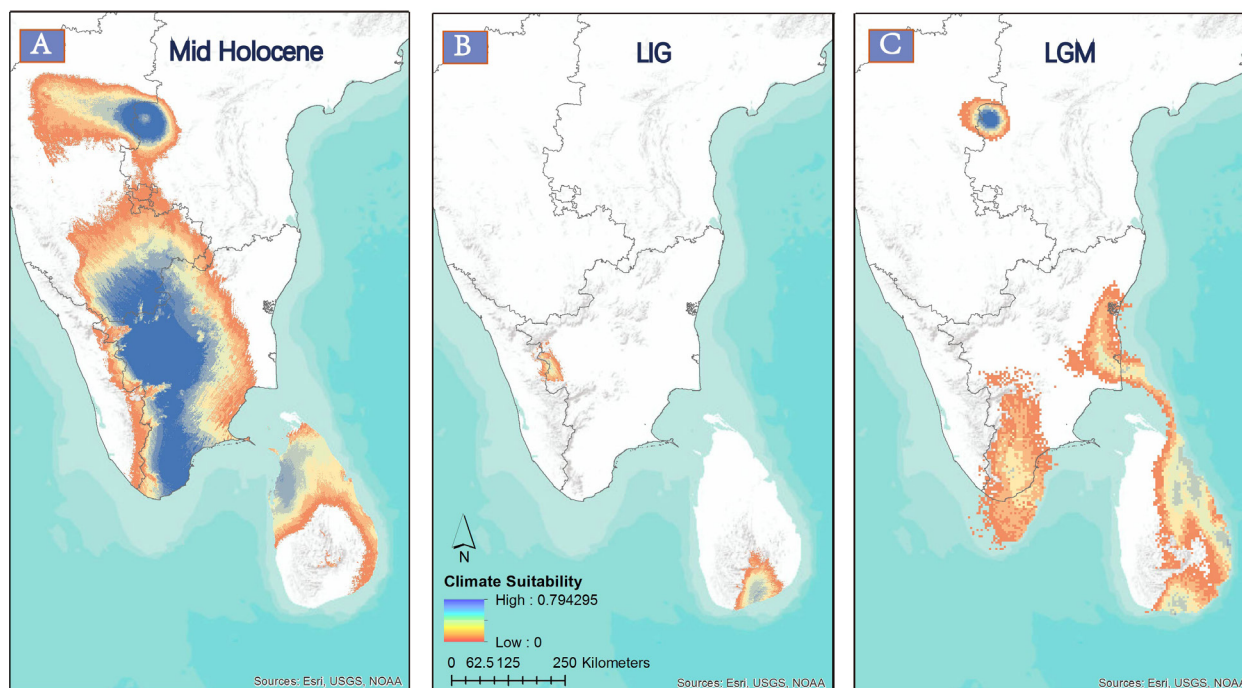 A
Mid Holocene
Sources: Esri, USGS, NOAA
B
LIG
N
Climate Suitability
High : 0.794295
Low : 0
0 62.5 125 250 Kilometers
Sources: Esri, USGS, NOAA
C
LGM
Sources: Esri, USGS, NOAA